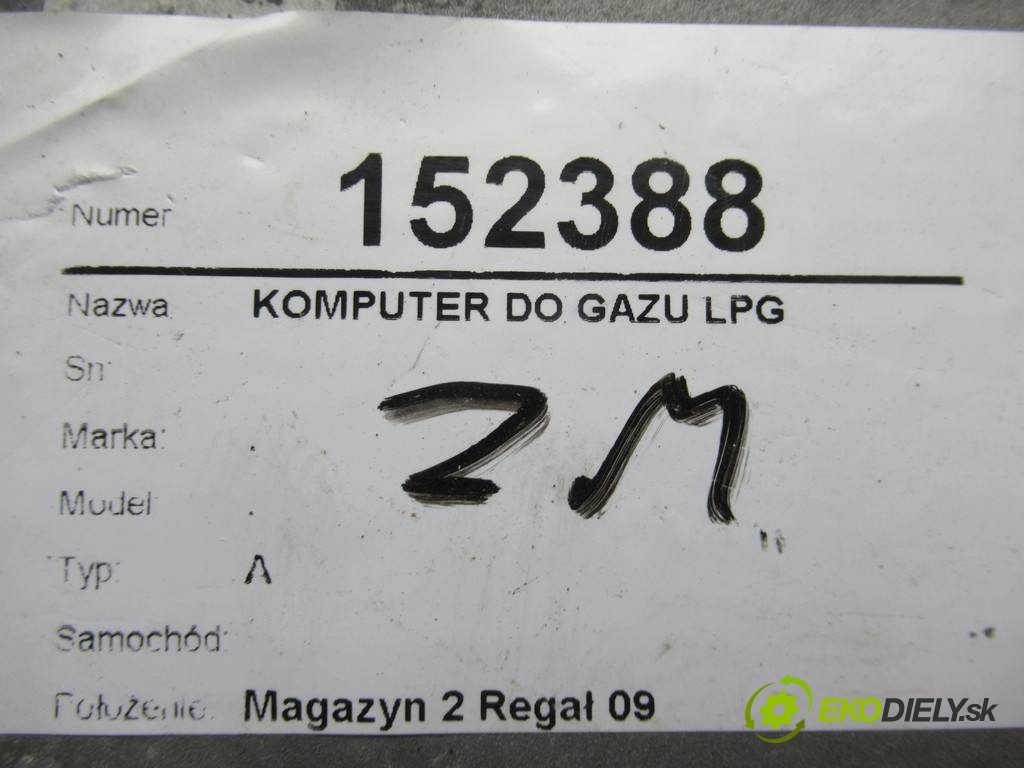 Numer 152388
Nazwa KOMPUTER DO GAZU LPG
Sn
Marka: .
ZM
Model .
Typ: A
Samochód:
Położenie: Magazyn 2 Regał 09
EKODIELY.sk